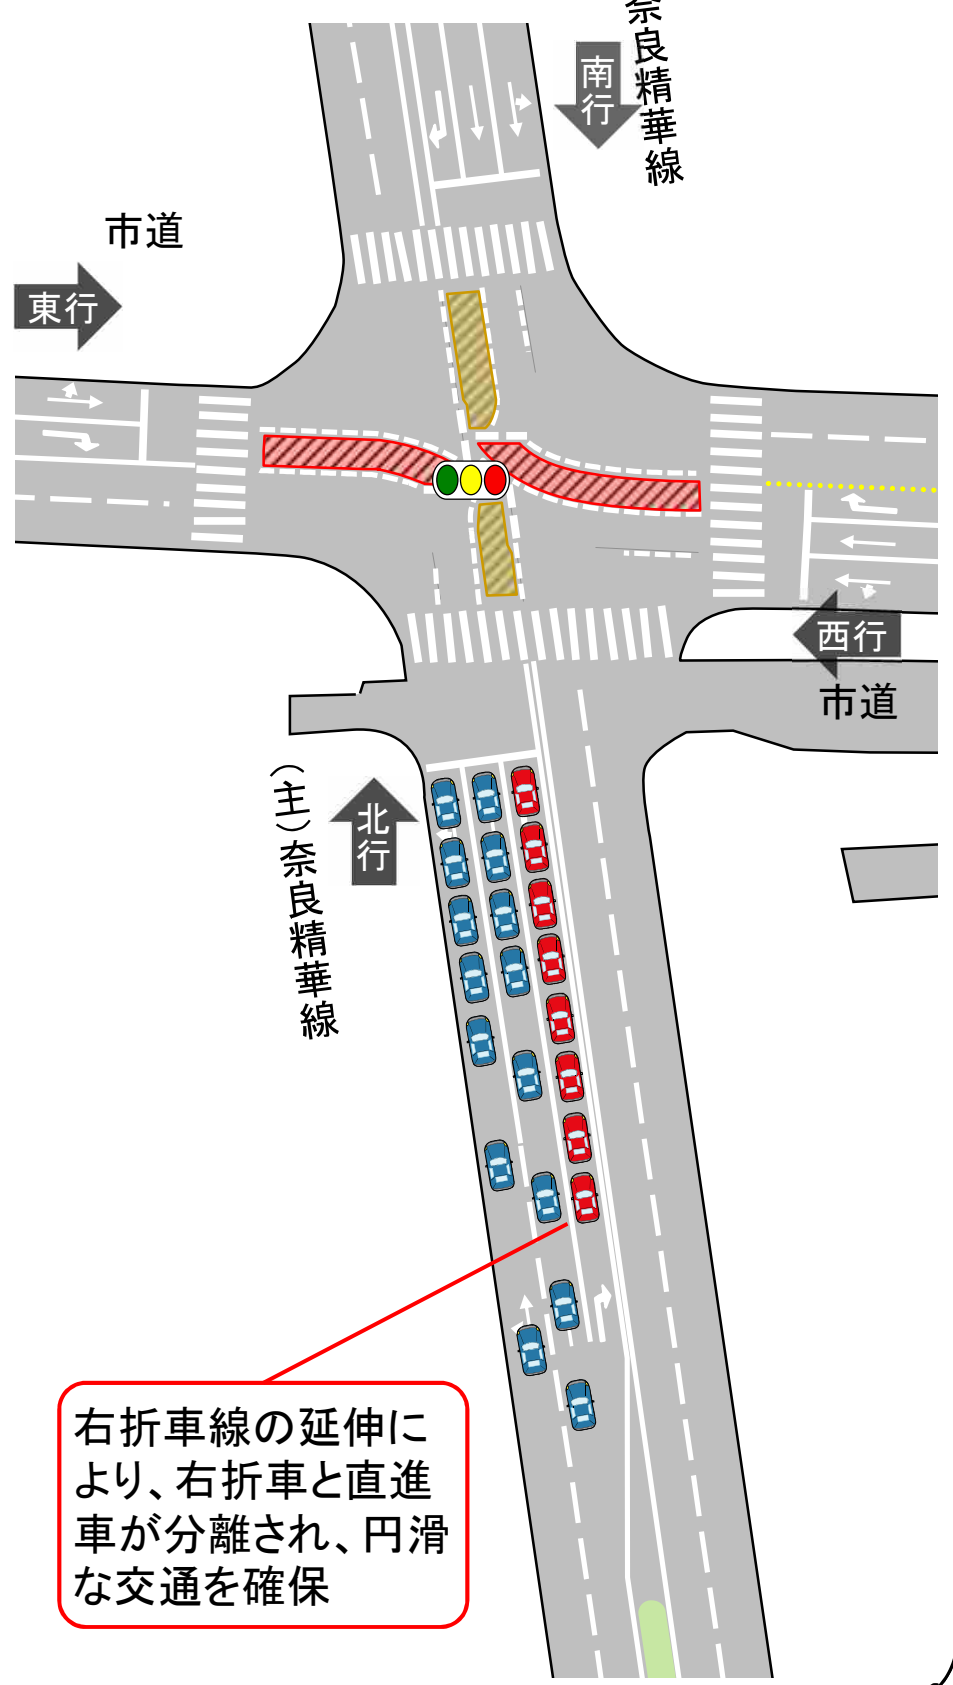 奈良精華線
南行
市道
東行
西行
市道
北行
(主)奈良精華線
右折車線の延伸に
より、右折車と直進
車が分離され、円滑
な交通を確保